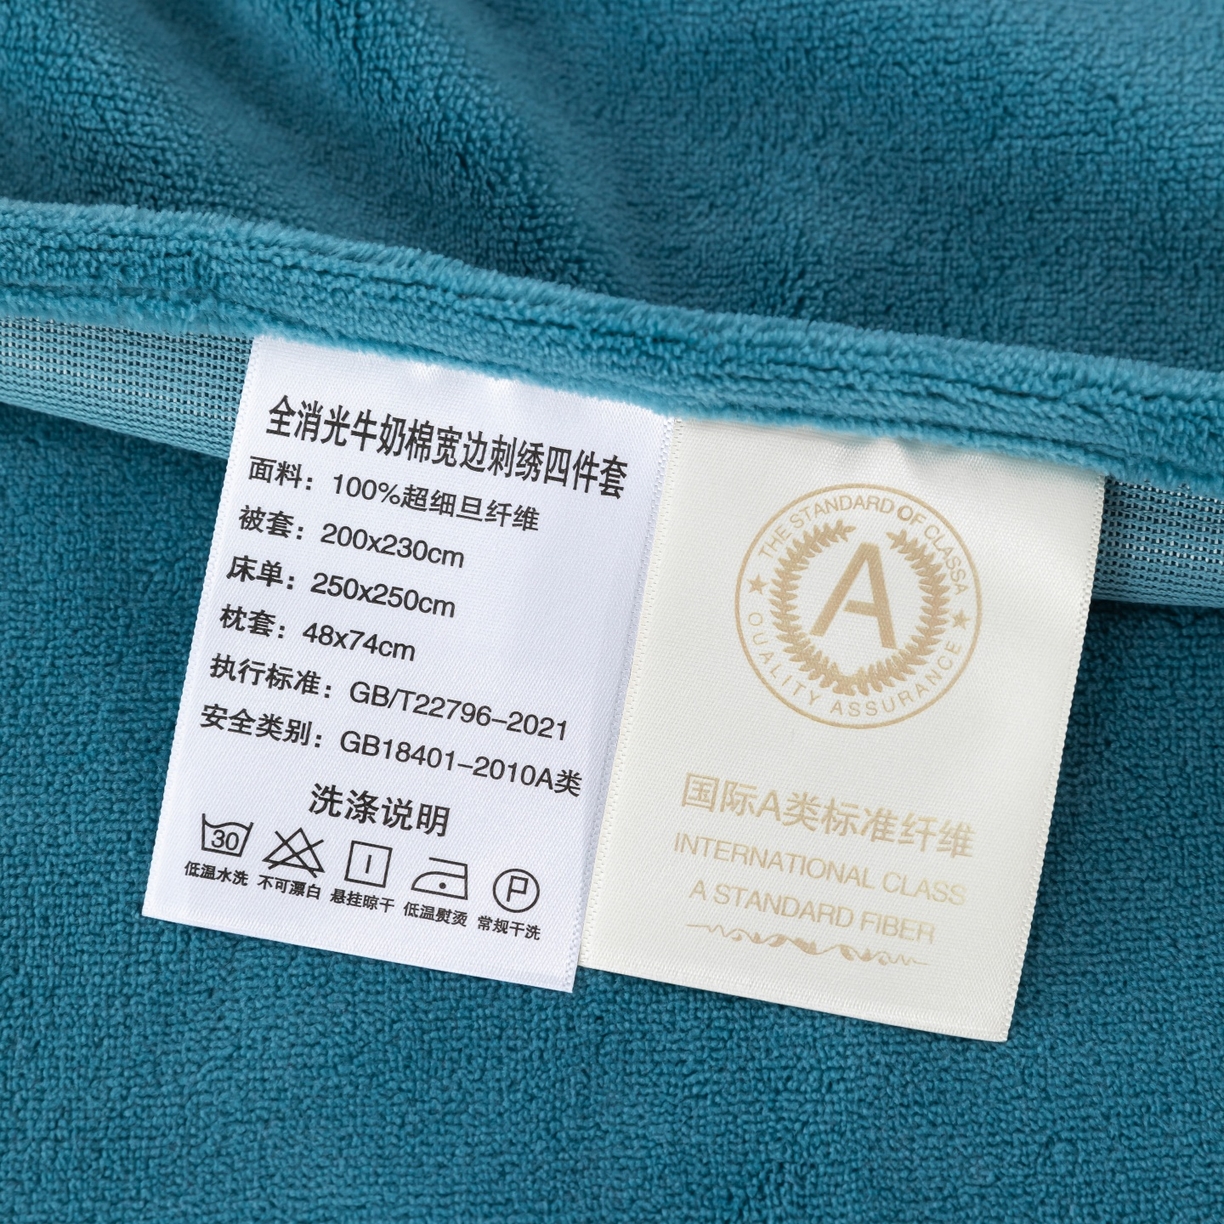 全消光牛奶棉宽边刺绣四件套
面料：100%超细旦纤维
被套：200x230cm
床单：250x250cm
枕套：48x74cm
执行标准：GB/T22796-2021
安全类别：GB18401-2010A类
洗涤说明
30
P
低温水洗 不可漂白 悬挂晾干 低温熨烫 常规干洗
THE STANDARD OF CLASSA
A
QUALITY ASSURANCE
国际A类标准纤维
INTERNATIONAL CLASS
A STANDARD FIBER